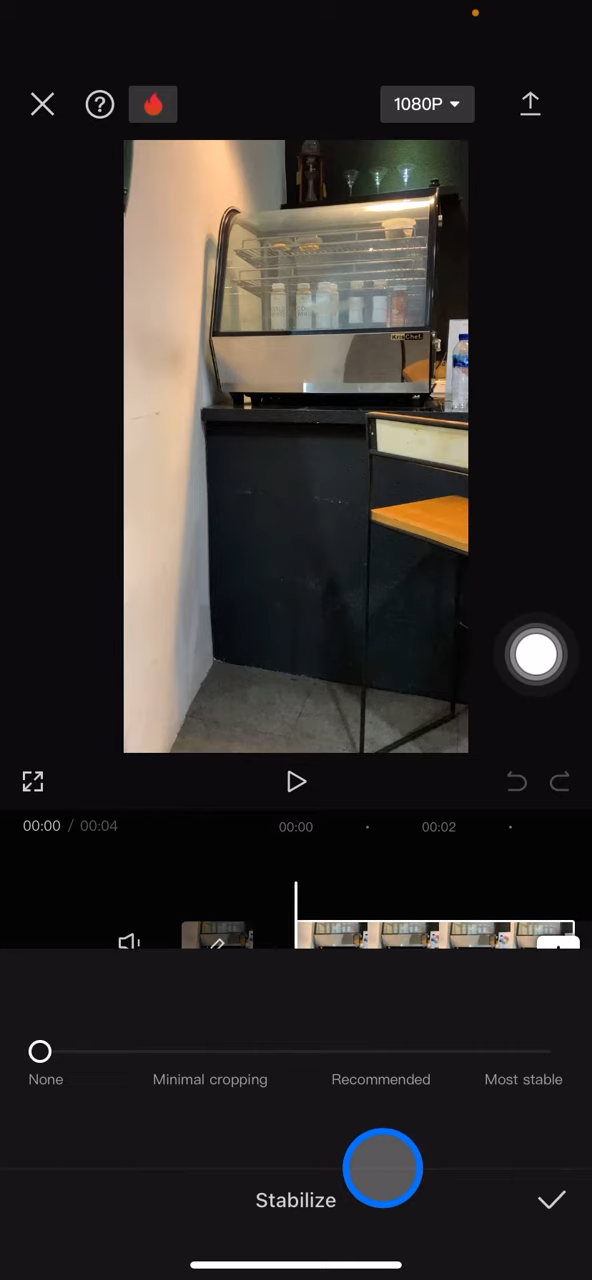 1080P
00:00 / 00:04
00:00
00:02
None
Minimal cropping
Recommended
Most stable
Stabilize